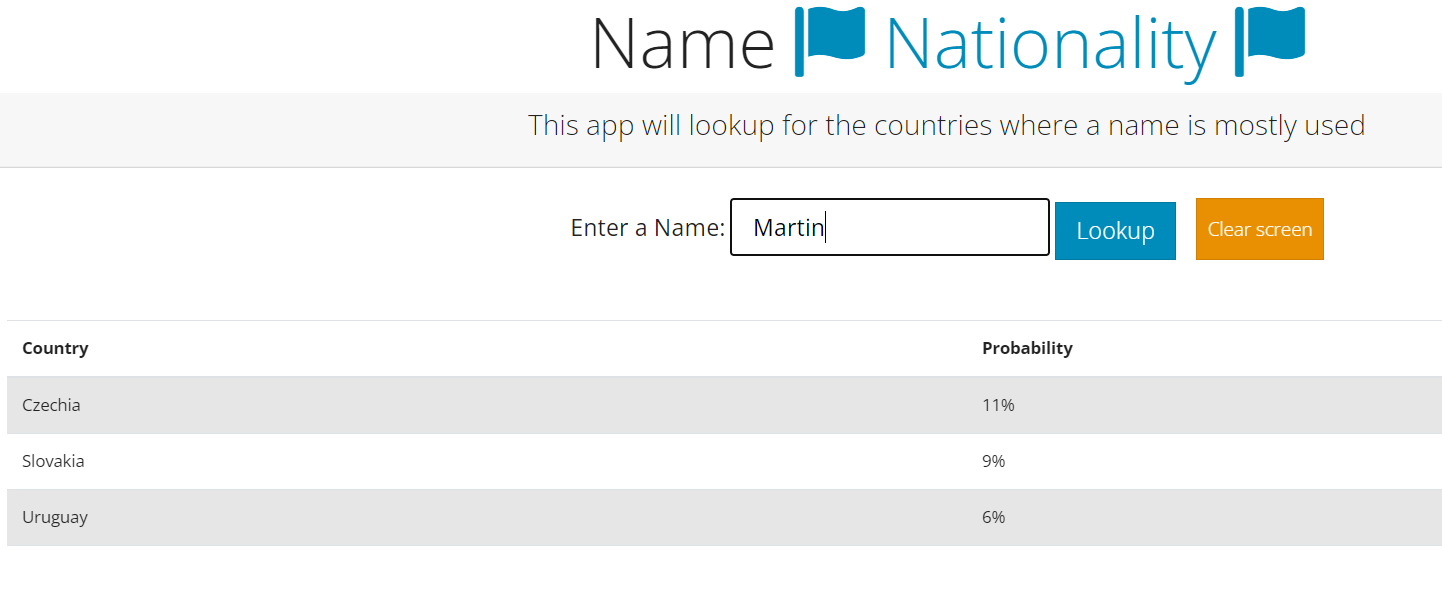 Name Nationality
This app will lookup for the countries where a name is mostly used
Enter a Name: Martin Lookup Clear screen
Country Probability
Czechia 11%
Slovakia 9%
Uruguay 6%